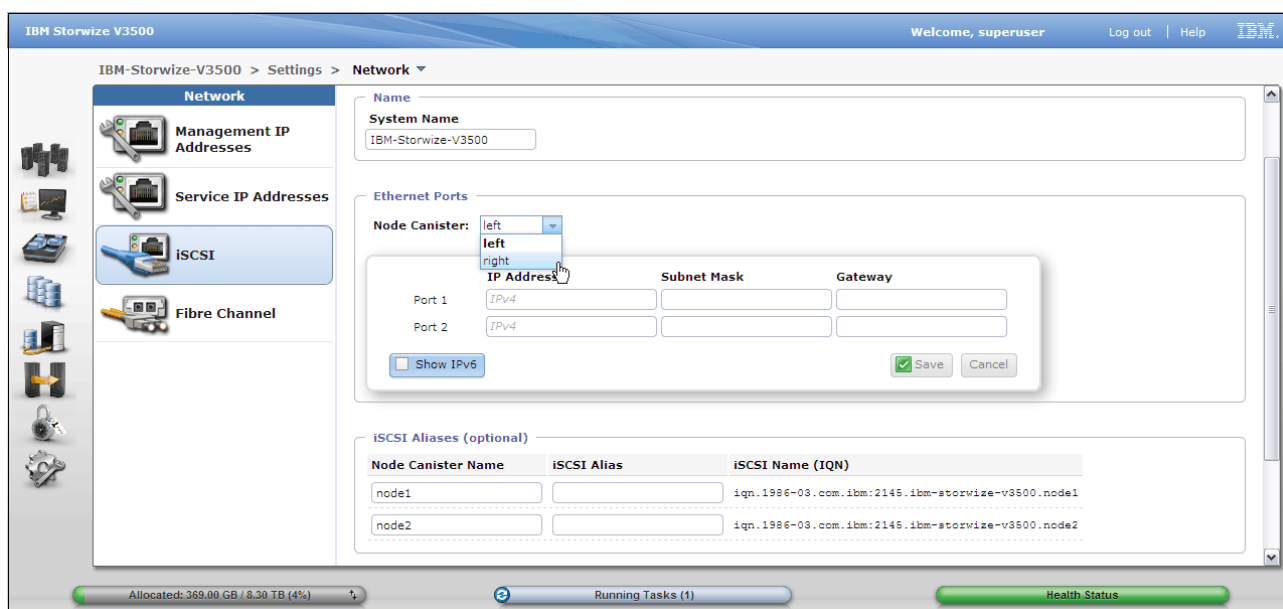 IBM Storwize V3500 Welcome, superuser Log out | Help IBM.
IBM-Storwize-V3500 > Settings > Network
Network
Management IP
Addresses
Service IP Addresses
iSCSI
Fibre Channel
Name
System Name
IBM-Storwize-V3500
Ethernet Ports
Node Canister: left
left
right
IP Address Subnet Mask Gateway
Port 1 IPv4
Port 2 IPv4
Show IPv6 Save Cancel
iSCSI Aliases (optional)
Node Canister Name iSCSI Alias iSCSI Name (IQN)
node1 iqn.1986-03.com.ibm:2145.ibm-storwize-v3500.node1
node2 iqn.1986-03.com.ibm:2145.ibm-storwize-v3500.node2
Allocated: 369.00 GB / 8.30 TB (4%) Running Tasks (1) Health Status